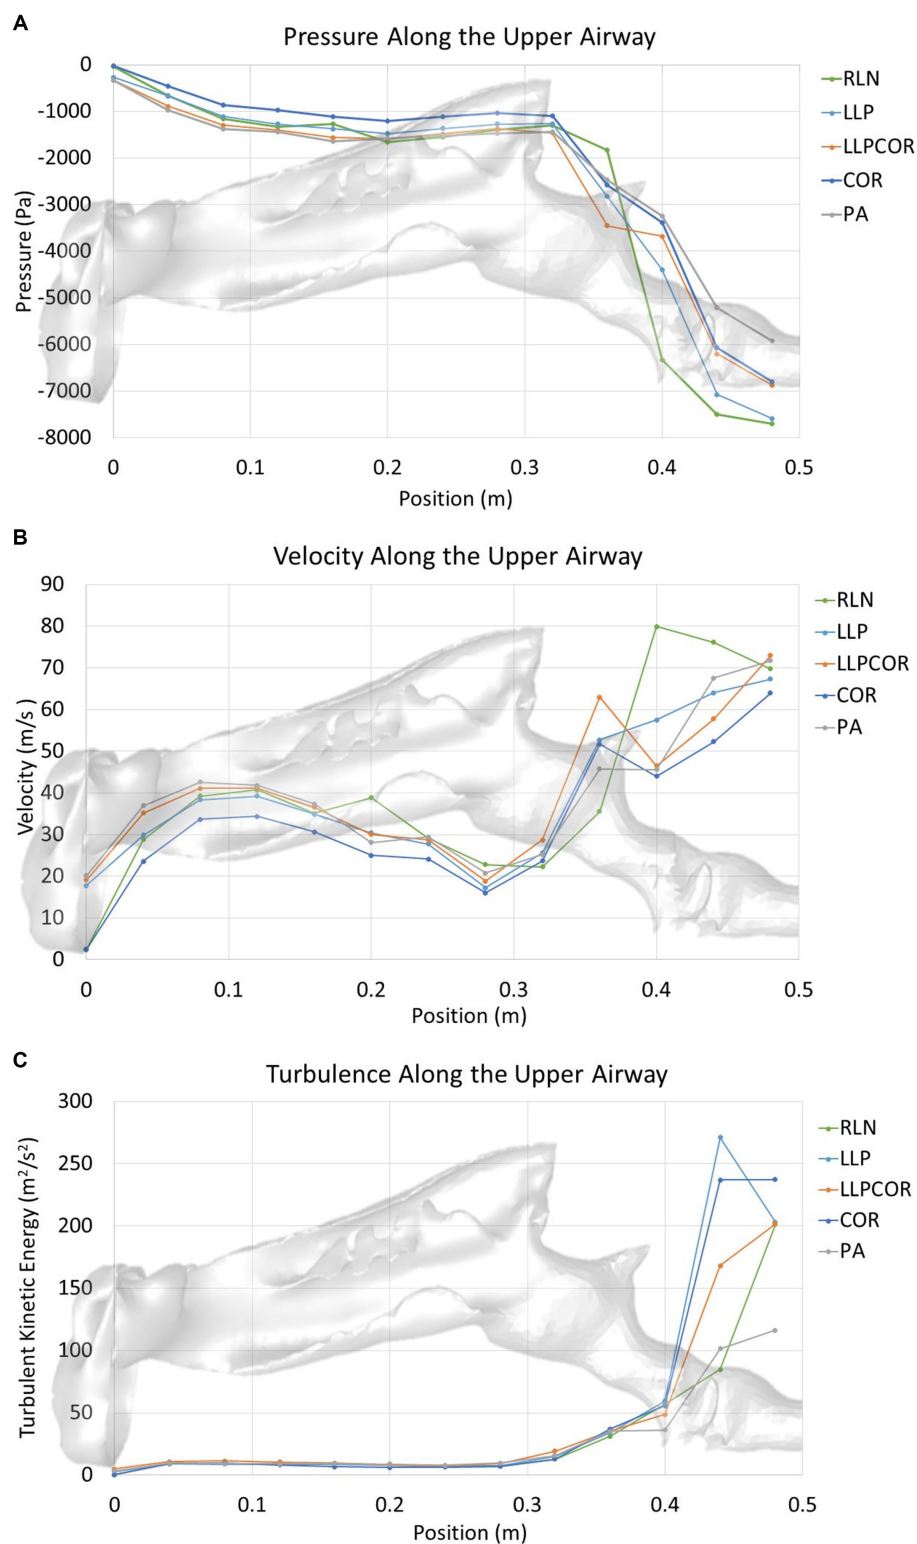 A
Pressure Along the Upper Airway
0
-1000
-2000
-3000
-4000
-5000
-6000
-7000
-8000
Pressure (Pa)
0 0.1 0.2 0.3 0.4 0.5
Position (m)
RLN
LLP
LLPCOR
COR
PA
B
Velocity Along the Upper Airway
90
80
70
60
50
40
30
20
10
0
Velocity (m/s )
0 0.1 0.2 0.3 0.4 0.5
Position (m)
RLN
LLP
LLPCOR
COR
PA
C
Turbulence Along the Upper Airway
300
250
200
150
100
50
0
Turbulent Kinetic Energy (m²/s²)
0 0.1 0.2 0.3 0.4 0.5
Position (m)
RLN
LLP
LLPCOR
COR
PA